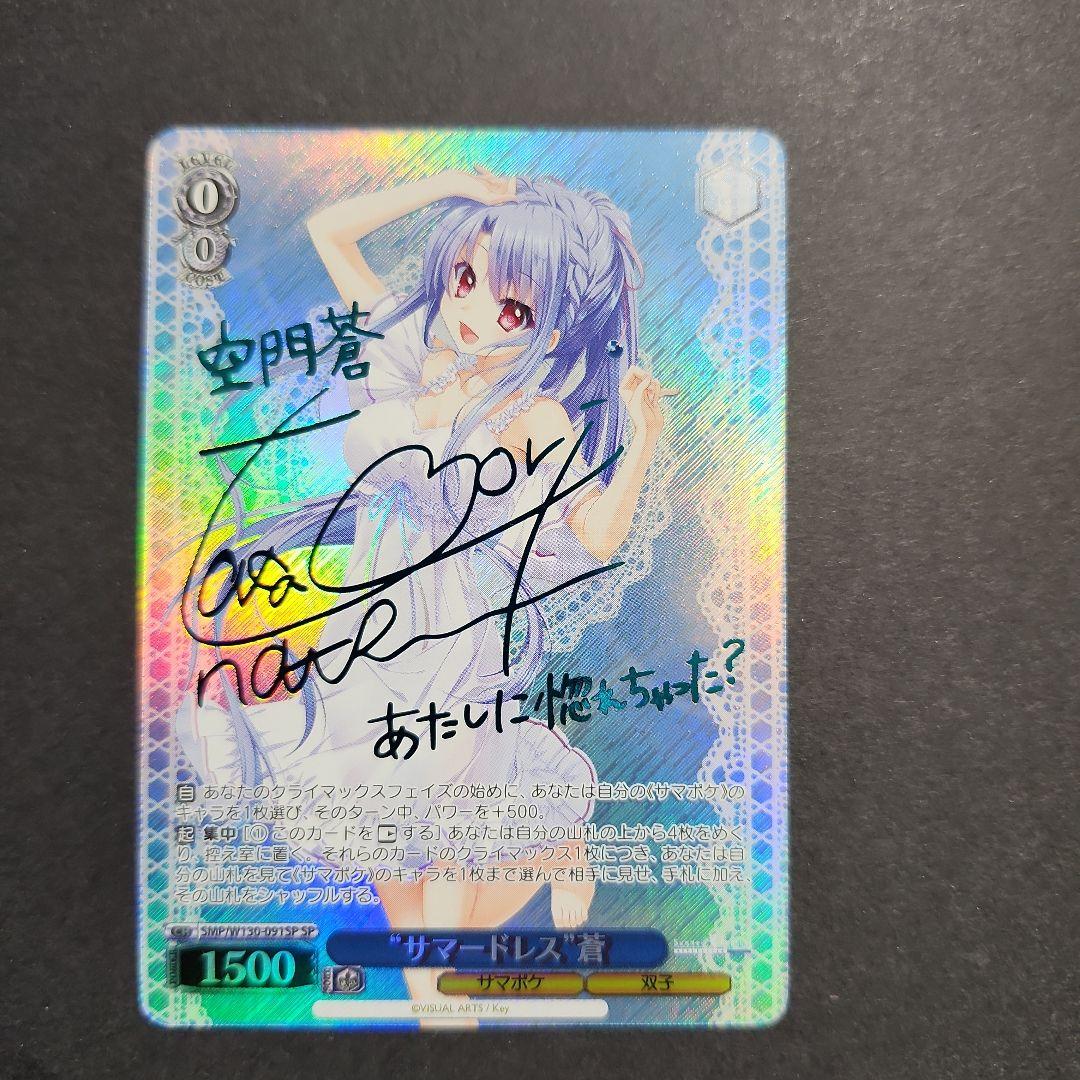 LEVEL
0
0
COST
空門蒼
あたしに惚れちゃった?
自 あなたのクライマックスフェイズの始めに、あなたは自分の《サマポケ》の
キャラを1枚選び、そのターン中、パワーを+500。
起 集中 [① このカードを する] あなたは自分の山札の上から4枚をめく
り、控え室に置く。それらのカードのクライマックス1枚につき、あなたは自
分の山札を見て《サマポケ》のキャラを1枚まで選んで相手に見せ、手札に加え、
その山札をシャッフルする。
SMP/W130-091SP SP
"サマードレス"蒼
1500
サマポケ 双子
©VISUAL ARTS / Key